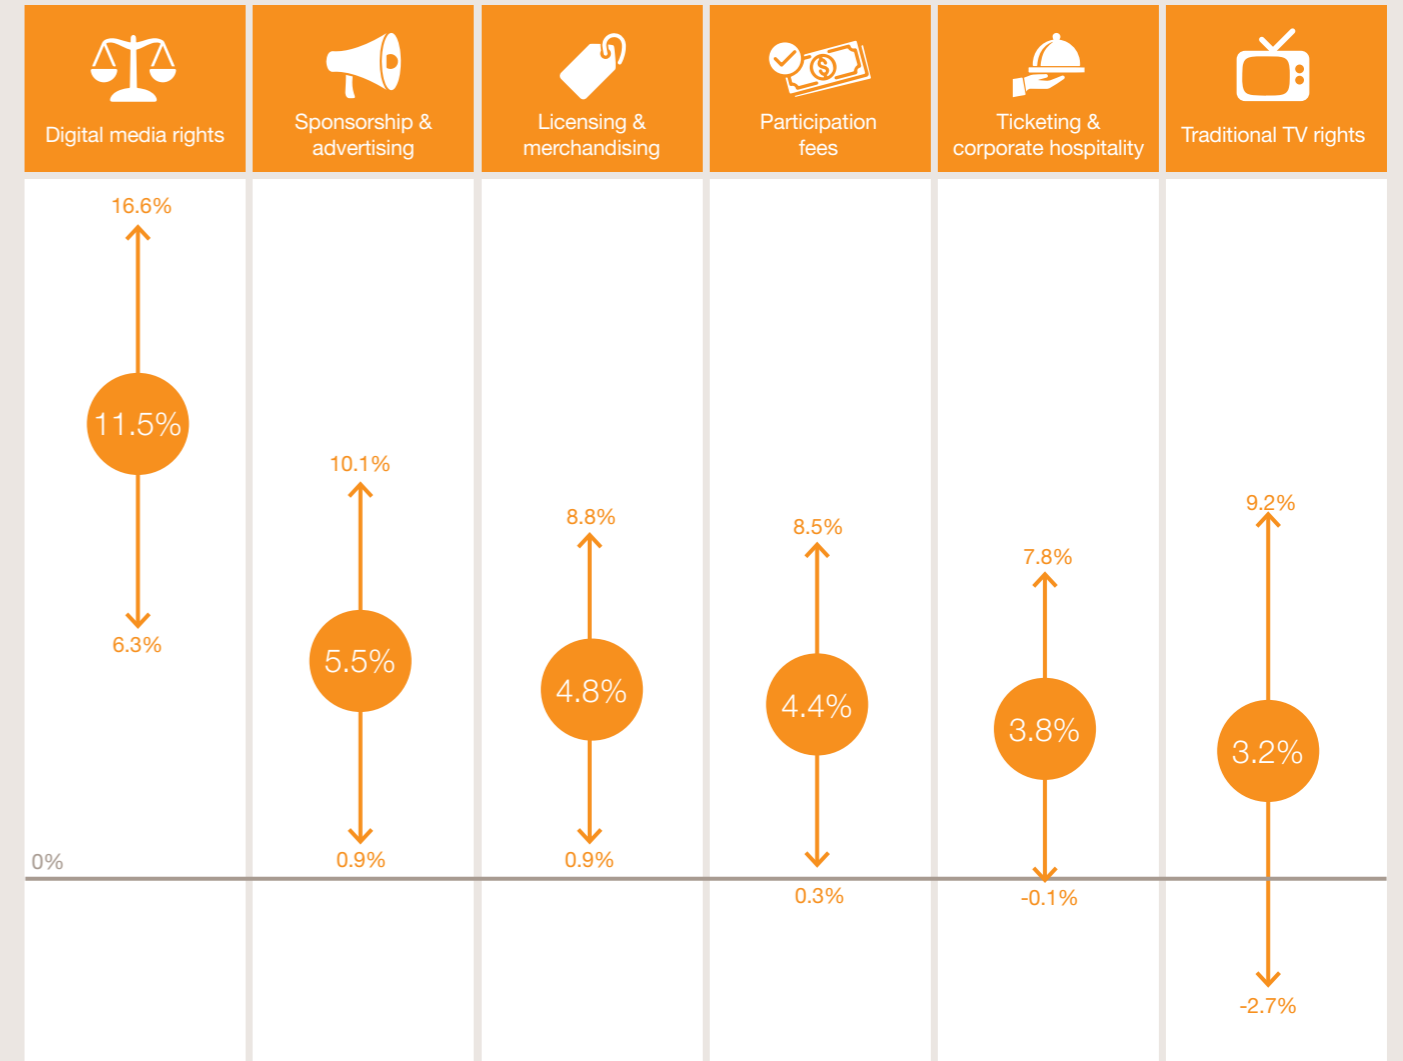 Digital media rights
Sponsorship &
advertising
Licensing &
merchandising
Participation
fees
Ticketing &
corporate hospitality
Traditional TV rights
16.6%
11.5%
6.3%
10.1%
5.5%
0.9%
8.8%
4.8%
0.9%
8.5%
4.4%
0.3%
7.8%
3.8%
-0.1%
9.2%
3.2%
-2.7%
0%